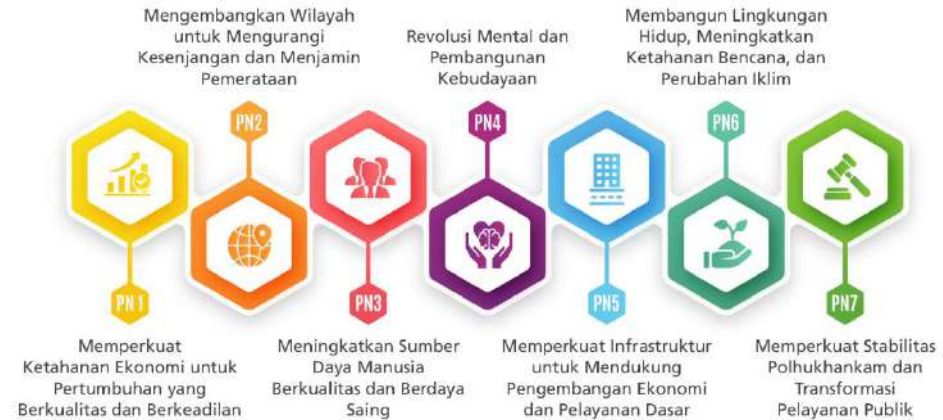 Mengembangkan Wilayah
untuk Mengurangi
Kesenjangan dan Menjamin
Pemerataan
Revolusi Mental dan
Pembangunan
Kebudayaan
Membangun Lingkungan
Hidup, Meningkatkan
Ketahanan Bencana, dan
Perubahan Iklim
PN2
PN4
PN6
PN1
PN3
PN5
PN7
Memperkuat
Ketahanan Ekonomi untuk
Pertumbuhan yang
Berkualitas dan Berkeadilan
Meningkatkan Sumber
Daya Manusia
Berkualitas dan Berdaya
Saing
Memperkuat Infrastruktur
untuk Mendukung
Pengembangan Ekonomi
dan Pelayanan Dasar
Memperkuat Stabilitas
Polhukhankam dan
Transformasi
Pelayanan Publik